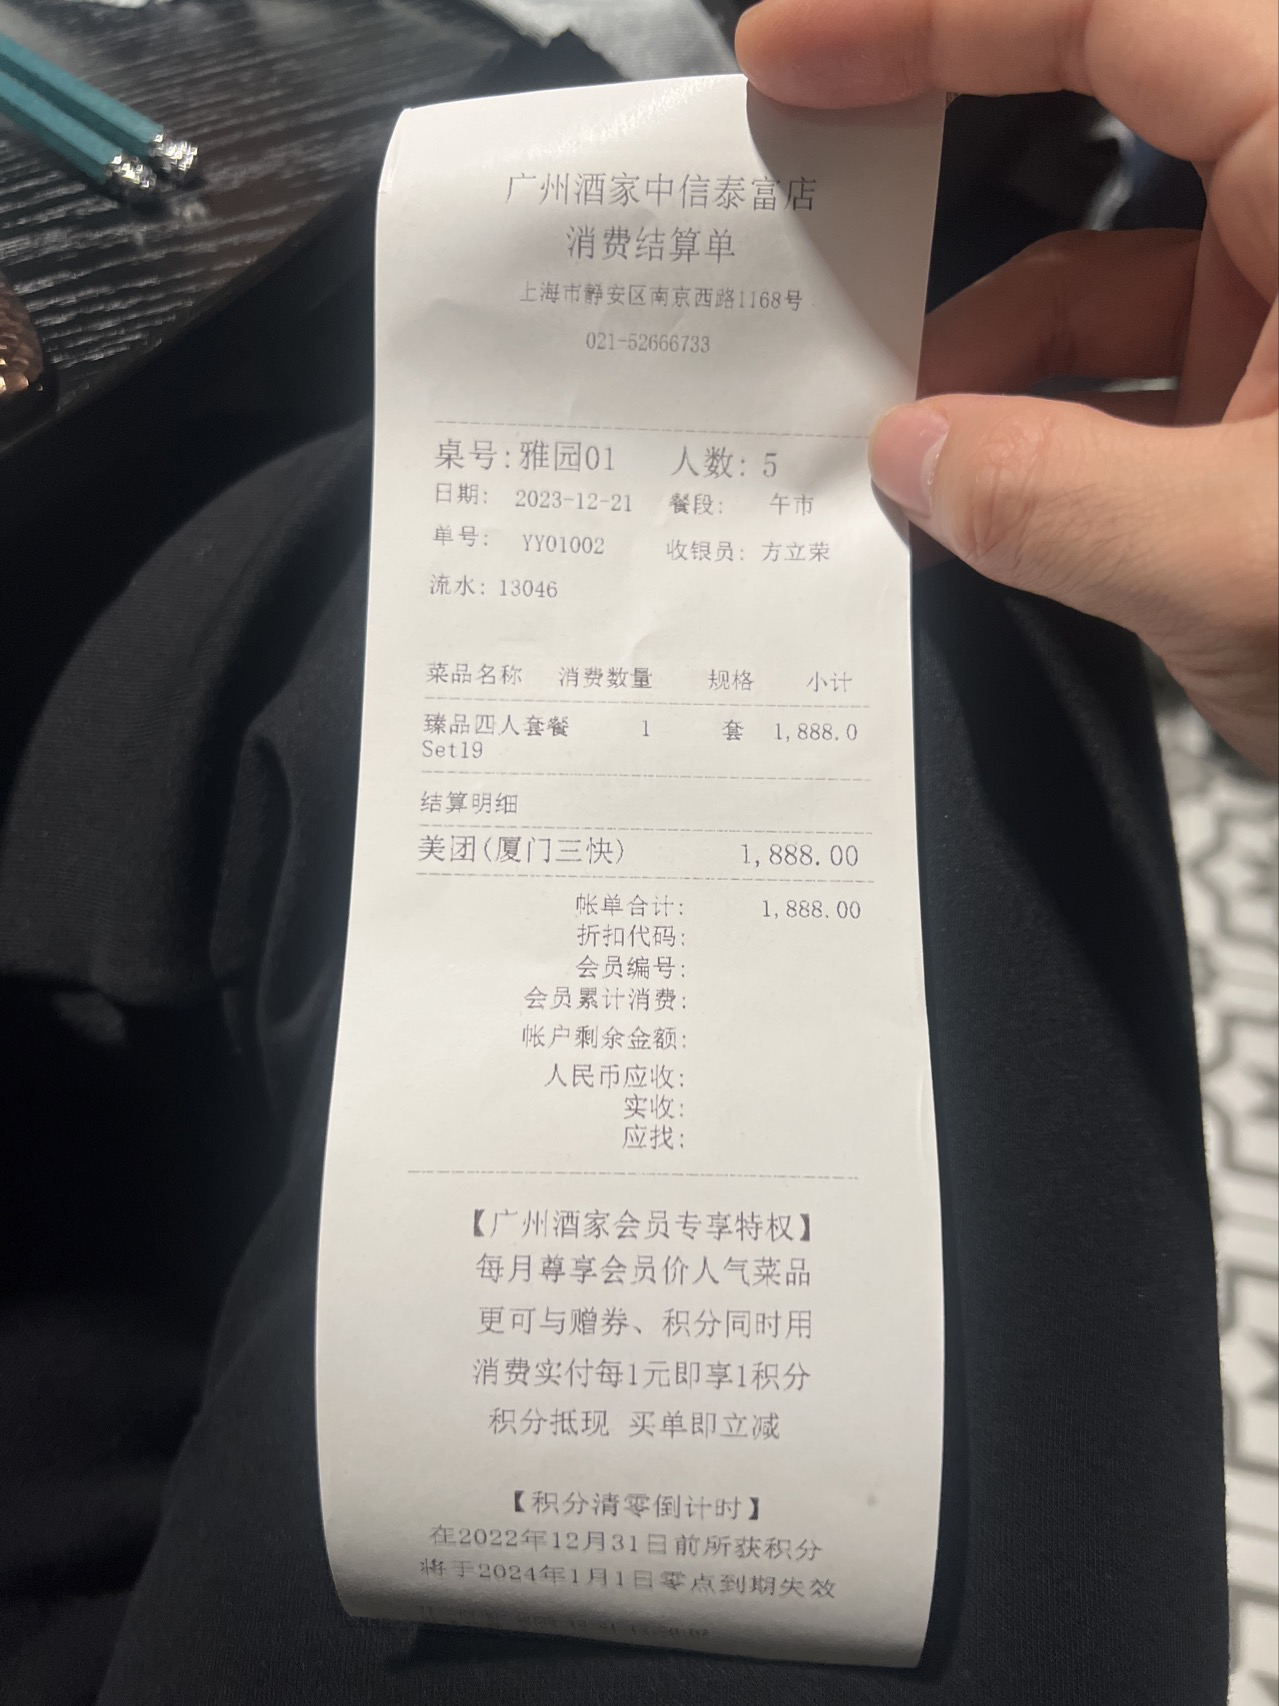 广州酒家中信泰富店
消费结算单
上海市静安区南京西路1168号
021-52666733
桌号:雅园01 人数: 5
日期: 2023-12-21 餐段: 午市
单号: YY01002 收银员: 方立荣
流水: 13046
菜品名称 消费数量 规格 小计
臻品四人套餐 1 套 1,888.0
Set19
结算明细
美团(厦门三快) 1,888.00
帐单合计: 1,888.00
折扣代码:
会员编号:
会员累计消费:
帐户剩余金额:
人民币应收:
实收:
应找:
【广州酒家会员专享特权】
每月尊享会员价人气菜品
更可与赠券、积分同时用
消费实付每1元即享1积分
积分抵现 买单即立减
【积分清零倒计时】
在2022年12月31日前所获积分
将于2024年1月1日零点到期失效